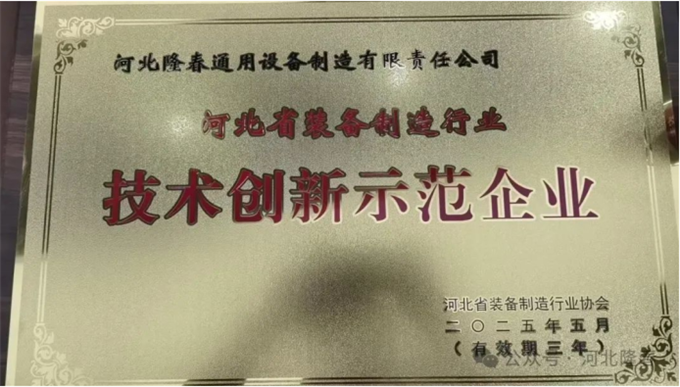 河北隆春通用设备制造有限责任公司
河北省装备制造行业
技术创新示范企业
河北省装备制造行业协会
二〇二五年五月
(有效期三年)
公众号·河北隆春